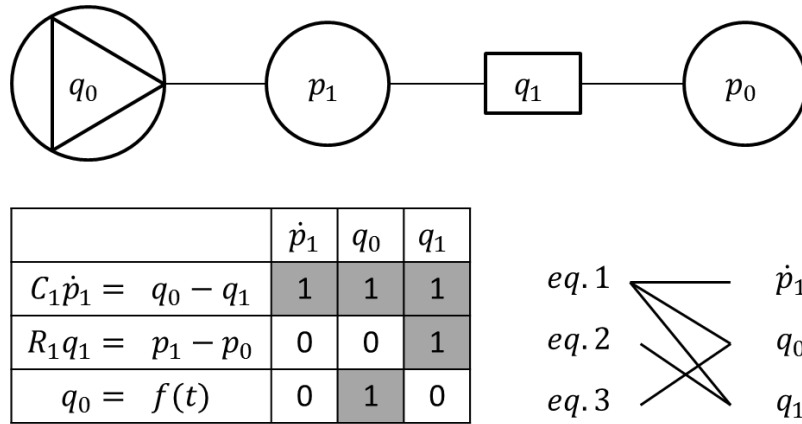 q₀ p₁ q₁ p₀
ṗ₁ q₀ q₁
C₁ṗ₁ = q₀ − q₁ 1 1 1
R₁q₁ = p₁ − p₀ 0 0 1
q₀ = f(t) 0 1 0
eq. 1 ṗ₁
eq. 2 q₀
eq. 3 q₁